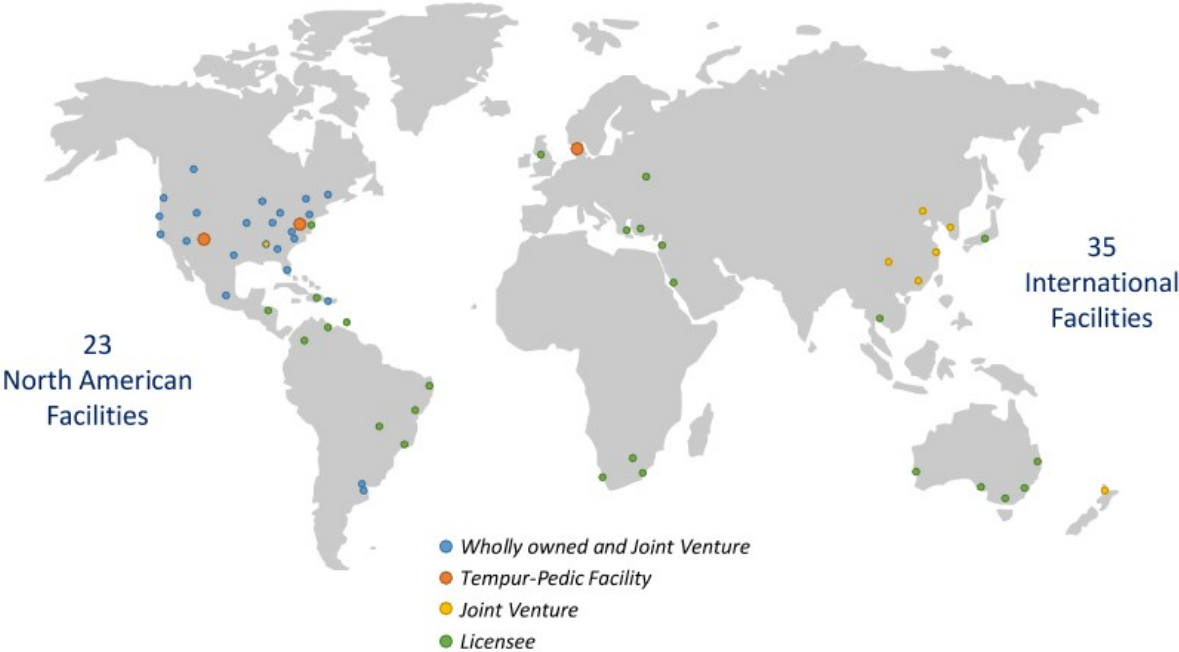 35
International
Facilities
23
North American
Facilities
Wholly owned and Joint Venture
Tempur-Pedic Facility
Joint Venture
Licensee